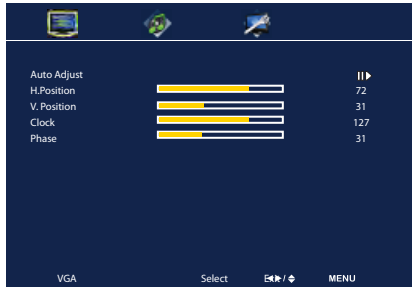 Auto Adjust
H.Position 72
V. Position 31
Clock 127
Phase 31
VGA Select / MENU